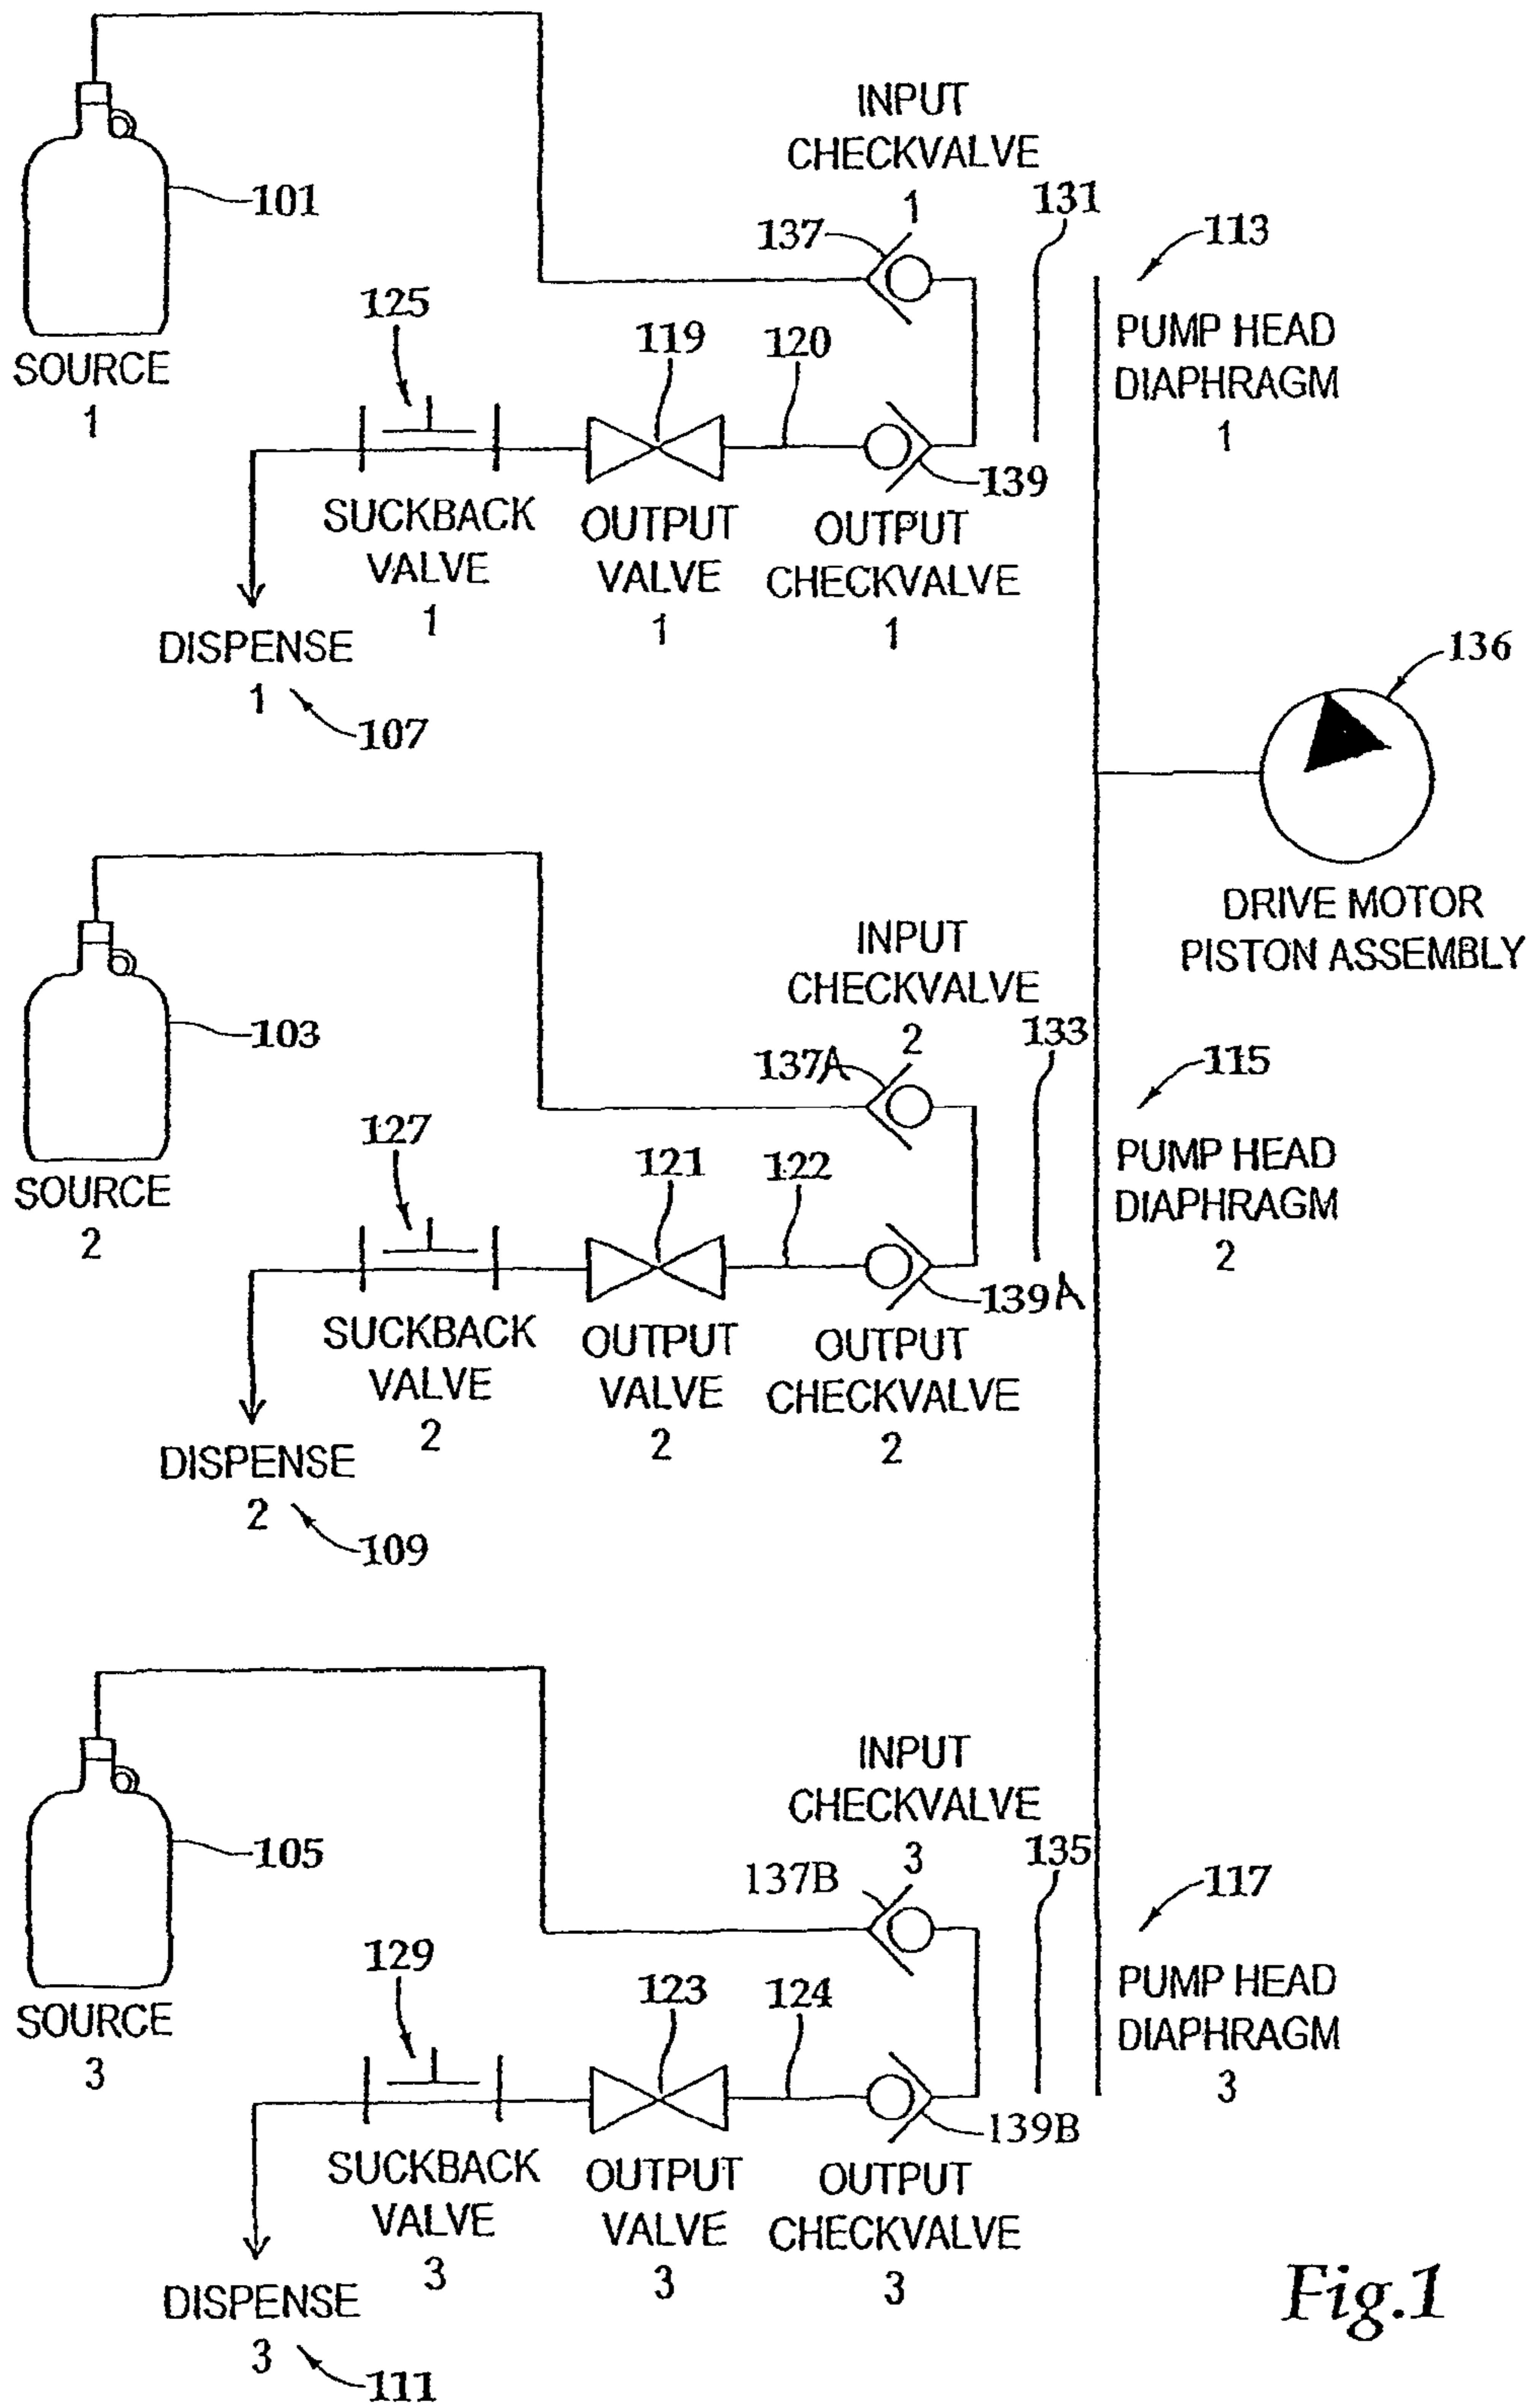 INPUT
CHECKVALVE
1
131
137
113
101
125
119
120
PUMP HEAD
DIAPHRAGM
1
SOURCE
1
139
SUCKBACK
VALVE
1
OUTPUT
VALVE
1
OUTPUT
CHECKVALVE
1
DISPENSE
1
107
136
DRIVE MOTOR
PISTON ASSEMBLY
INPUT
CHECKVALVE
2
133
137A
115
103
127
121
122
PUMP HEAD
DIAPHRAGM
2
SOURCE
2
139A
SUCKBACK
VALVE
2
OUTPUT
VALVE
2
OUTPUT
CHECKVALVE
2
DISPENSE
2
109
INPUT
CHECKVALVE
3
135
137B
117
105
129
123
124
PUMP HEAD
DIAPHRAGM
3
SOURCE
3
139B
SUCKBACK
VALVE
3
OUTPUT
VALVE
3
OUTPUT
CHECKVALVE
3
DISPENSE
3
111
Fig.1